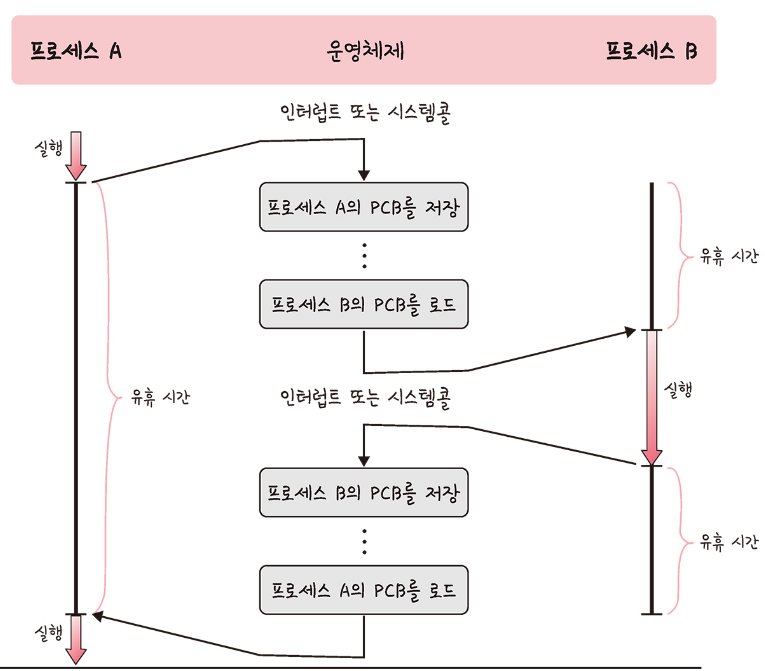 프로세스 A
운영체제
프로세스 B
인터럽트 또는 시스템콜
실행
프로세스 A의 PCB를 저장
유휴 시간
프로세스 B의 PCB를 로드
실행
유휴 시간
인터럽트 또는 시스템콜
프로세스 B의 PCB를 저장
유휴 시간
프로세스 A의 PCB를 로드
실행